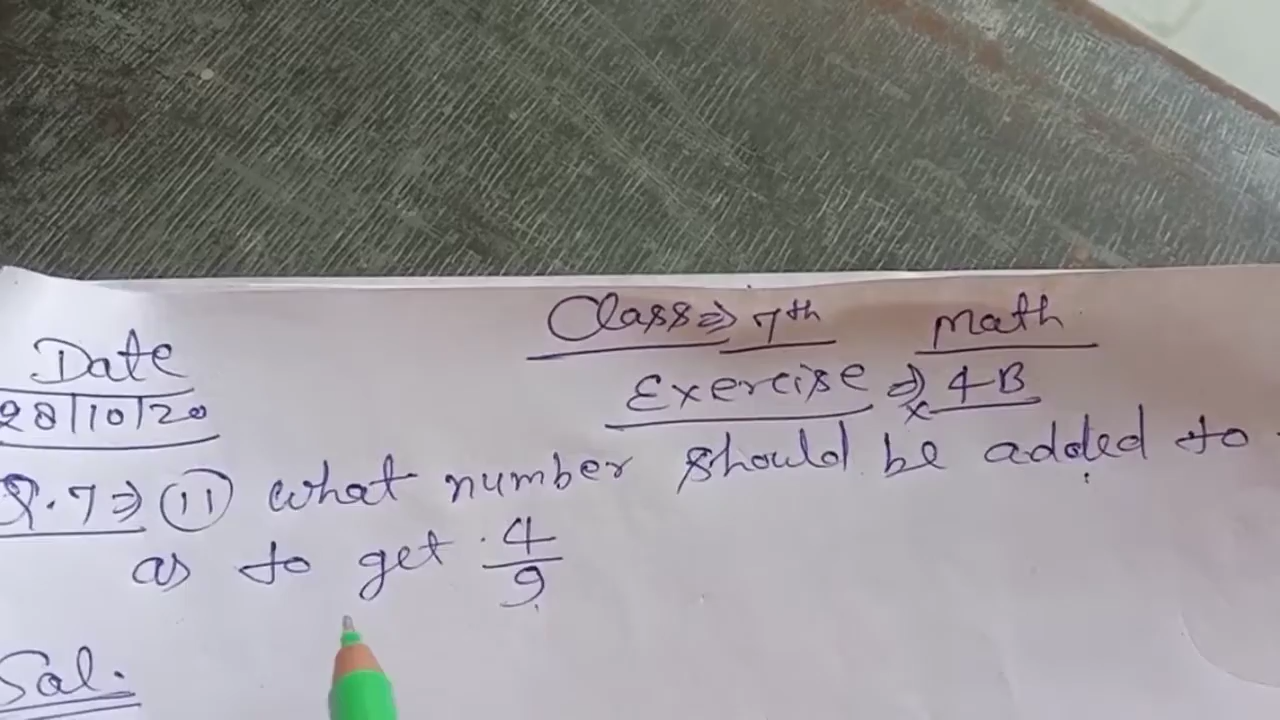 Class ⇒ 7th Math
Date
Exercise ⇒ 4B
28/10/20
Q.7 ⇒ (11) what number should be added to
as to get 4/9
Sol.